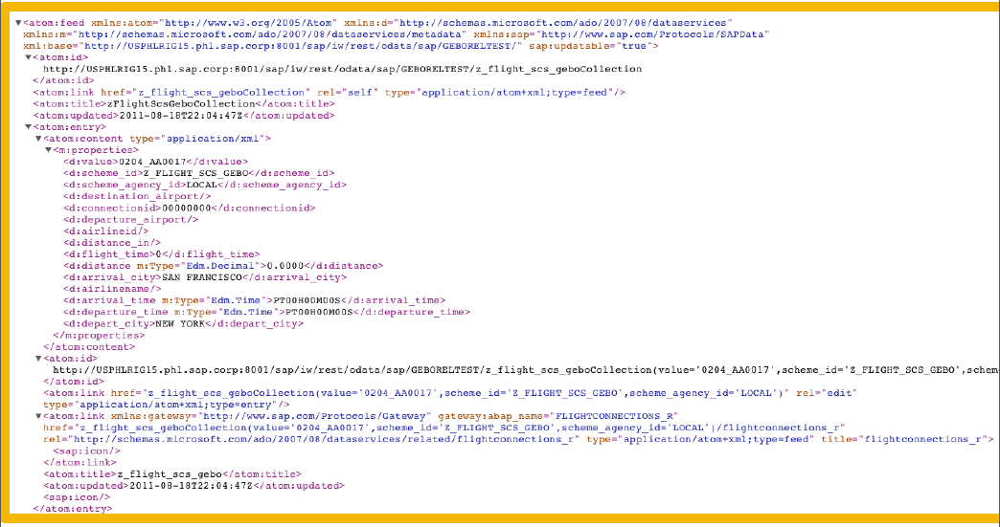 ▼<atom:feed xmlns:atom="http://www.w3.org/2005/Atom" xmlns:d="http://schemas.microsoft.com/ado/2007/08/dataservices"
xmlns:m="http://schemas.microsoft.com/ado/2007/08/dataservices/metadata" xmlns:sap="http://www.sap.com/Protocols/SAPData"
xml:base="http://USPHLRIG15.phl.sap.corp:8001/sap/iw/rest/odata/sap/GEBORELTEST/" sap:updatable="true">
▼<atom:id>
http://USPHLRIG15.phl.sap.corp:8001/sap/iw/rest/odata/sap/GEBORELTEST/z_flight_scs_geboCollection
</atom:id>
<atom:link href="z_flight_scs_geboCollection" rel="self" type="application/atom+xml;type=feed"/>
<atom:title>zFlightScsGeboCollection</atom:title>
<atom:updated>2011-08-18T22:04:47Z</atom:updated>
▼<atom:entry>
▼<atom:content type="application/xml">
▼<m:properties>
<d:value>0204_AA0017</d:value>
<d:scheme_id>Z_FLIGHT_SCS_GEBO</d:scheme_id>
<d:scheme_agency_id>LOCAL</d:scheme_agency_id>
<d:destination_airport/>
<d:connectionid>00000000</d:connectionid>
<d:departure_airport/>
<d:airlineid/>
<d:distance_in/>
<d:flight_time>0</d:flight_time>
<d:distance m:Type="Edm.Decimal">0.0000</d:distance>
<d:arrival_city>SAN FRANCISCO</d:arrival_city>
<d:airlinename/>
<d:arrival_time m:Type="Edm.Time">PT00H00M00S</d:arrival_time>
<d:departure_time m:Type="Edm.Time">PT00H00M00S</d:departure_time>
<d:depart_city>NEW YORK</d:depart_city>
</m:properties>
</atom:content>
▼<atom:id>
http://USPHLRIG15.phl.sap.corp:8001/sap/iw/rest/odata/sap/GEBORELTEST/z_flight_scs_geboCollection(value='0204_AA0017',scheme_id='Z_FLIGHT_SCS_GEBO',schem
</atom:id>
<atom:link href="z_flight_scs_geboCollection(value='0204_AA0017',scheme_id='Z_FLIGHT_SCS_GEBO',scheme_agency_id='LOCAL')" rel="edit"
type="application/atom+xml;type=entry"/>
▼<atom:link xmlns:gateway="http://www.sap.com/Protocols/Gateway" gateway:abap_name="FLIGHTCONNECTIONS_R"
href="z_flight_scs_geboCollection(value='0204_AA0017',scheme_id='Z_FLIGHT_SCS_GEBO',scheme_agency_id='LOCAL')/flightconnections_r"
rel="http://schemas.microsoft.com/ado/2007/08/dataservices/related/flightconnections_r" type="application/atom+xml;type=feed" title="flightconnections_r">
<sap:icon/>
</atom:link>
<atom:title>z_flight_scs_gebo</atom:title>
<atom:updated>2011-08-18T22:04:47Z</atom:updated>
<sap:icon/>
</atom:entry>